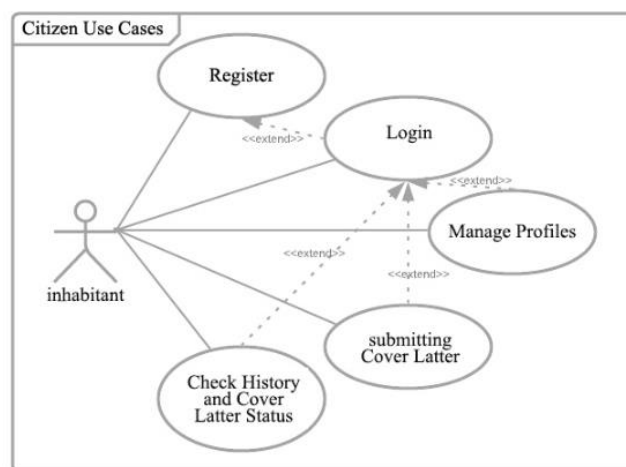 Citizen Use Cases
Register
<<extend>>
Login
<<extend>>
Manage Profiles
<<extend>>
<<extend>>
inhabitant
submitting
Cover Latter
Check History
and Cover
Latter Status